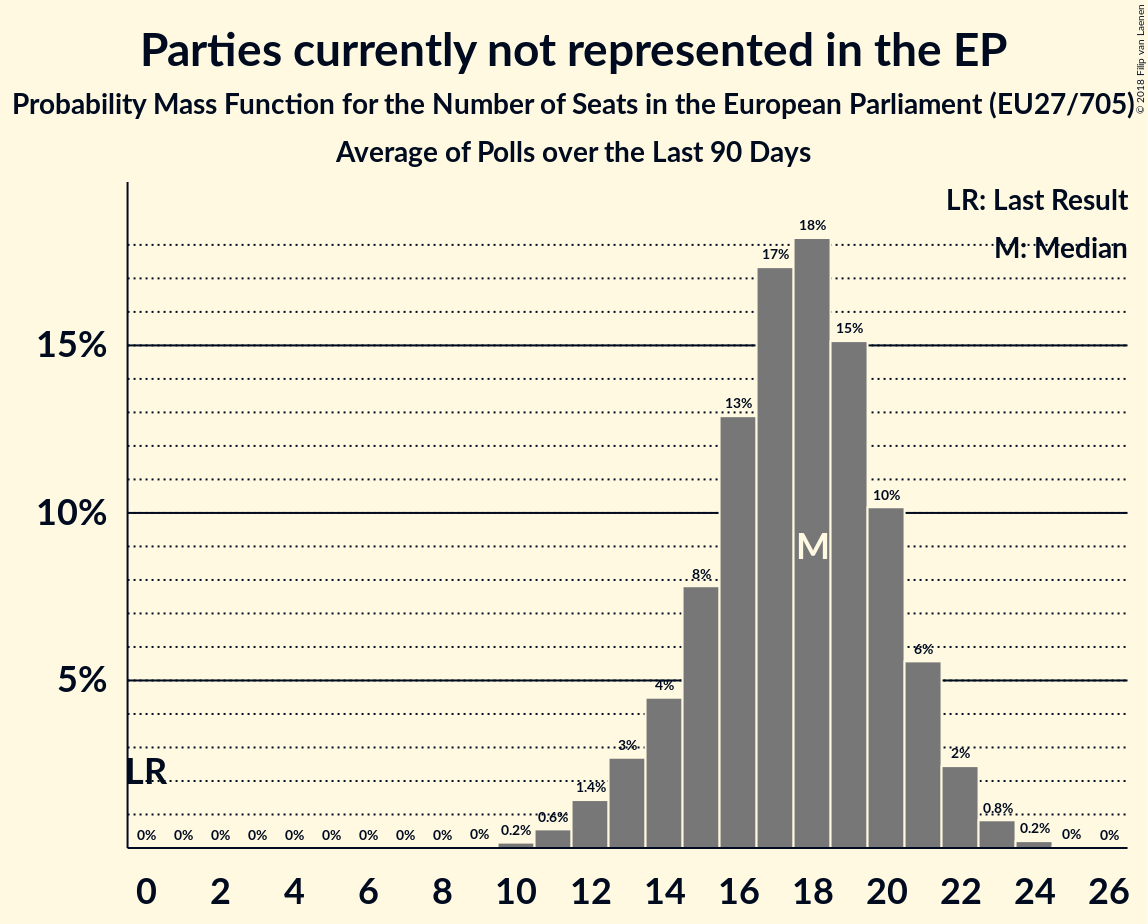 Parties currently not represented in the EP
Probability Mass Function for the Number of Seats in the European Parliament (EU27/705)
Average of Polls over the Last 90 Days
© 2018 Filip van Laenen
LR: Last Result
M: Median
18%
17%
15%
15%
13%
10%
10%
M
8%
6%
5%
4%
3%
2%
LR
1.4%
0.6%
0.8%
0% 0% 0% 0% 0% 0% 0% 0% 0% 0% 0.2% 0.2% 0% 0%
0 2 4 6 8 10 12 14 16 18 20 22 24 26